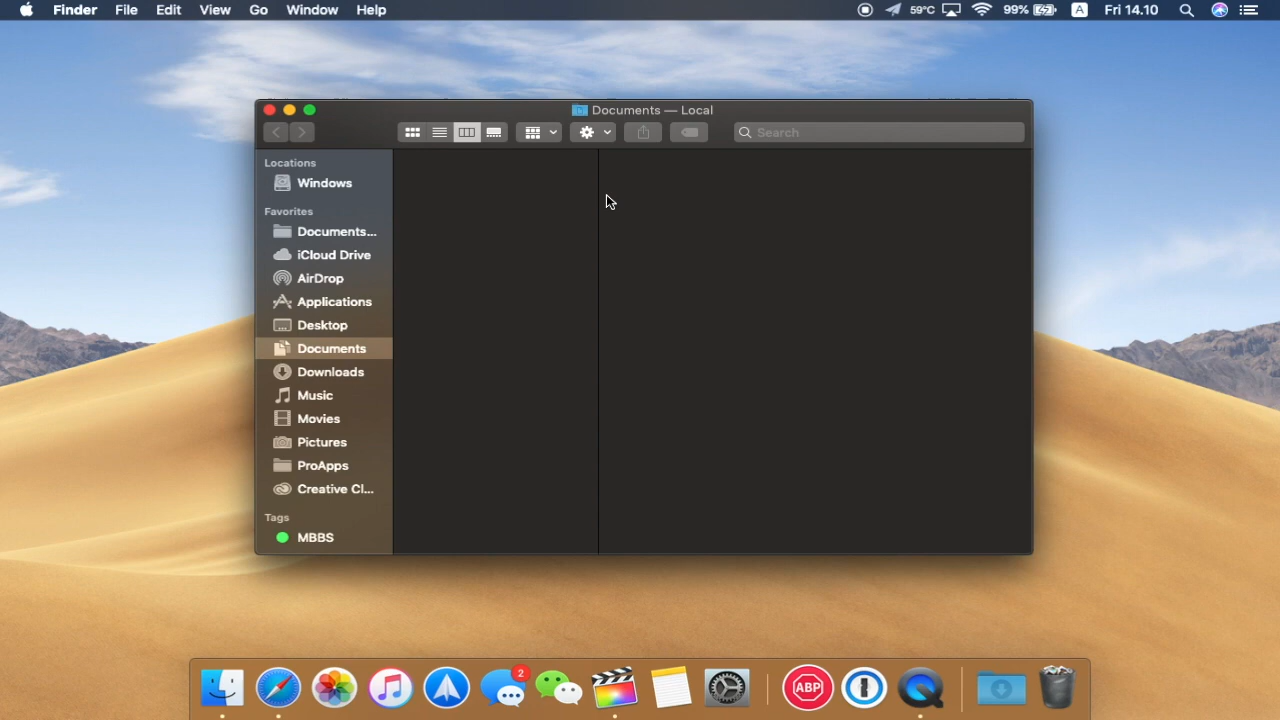 Finder File Edit View Go Window Help 59°C 99% A Fri 14.10
Documents — Local
Search
Locations
Windows
Favorites
Documents...
iCloud Drive
AirDrop
Applications
Desktop
Documents
Downloads
Music
Movies
Pictures
ProApps
Creative Cl...
Tags
MBBS
2
ABP